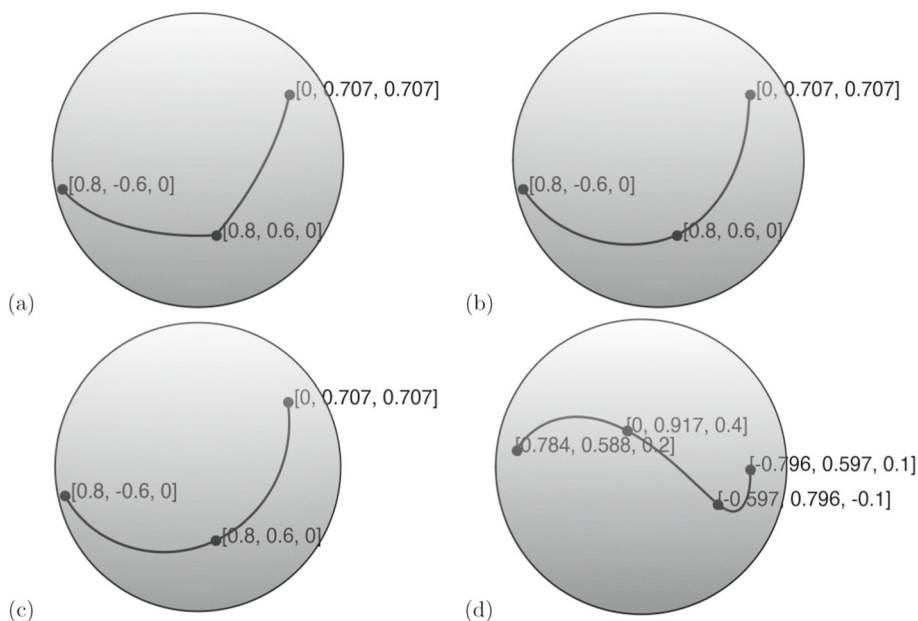 [0, 0.707, 0.707]
[0.8, -0.6, 0]
[0.8, 0.6, 0]
(a)
[0, 0.707, 0.707]
[0.8, -0.6, 0]
[0.8, 0.6, 0]
(b)
[0, 0.707, 0.707]
[0.8, -0.6, 0]
[0.8, 0.6, 0]
(c)
[0, 0.917, 0.4]
[0.784, 0.588, 0.2]
[-0.796, 0.597, 0.1]
[-0.597, 0.796, -0.1]
(d)